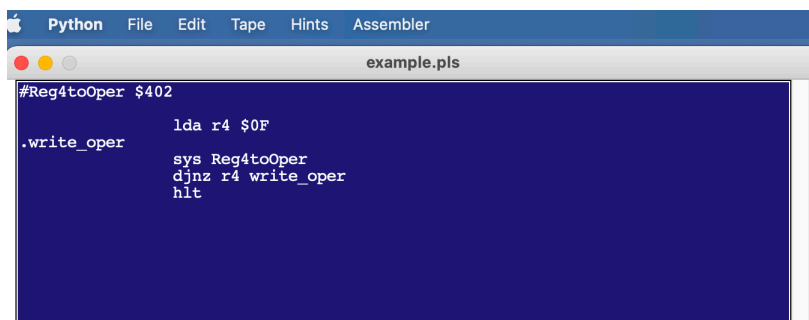 Python File Edit Tape Hints Assembler
example.pls
#Reg4toOper $402
lda r4 $0F
.write_oper
sys Reg4toOper
djnz r4 write_oper
hlt